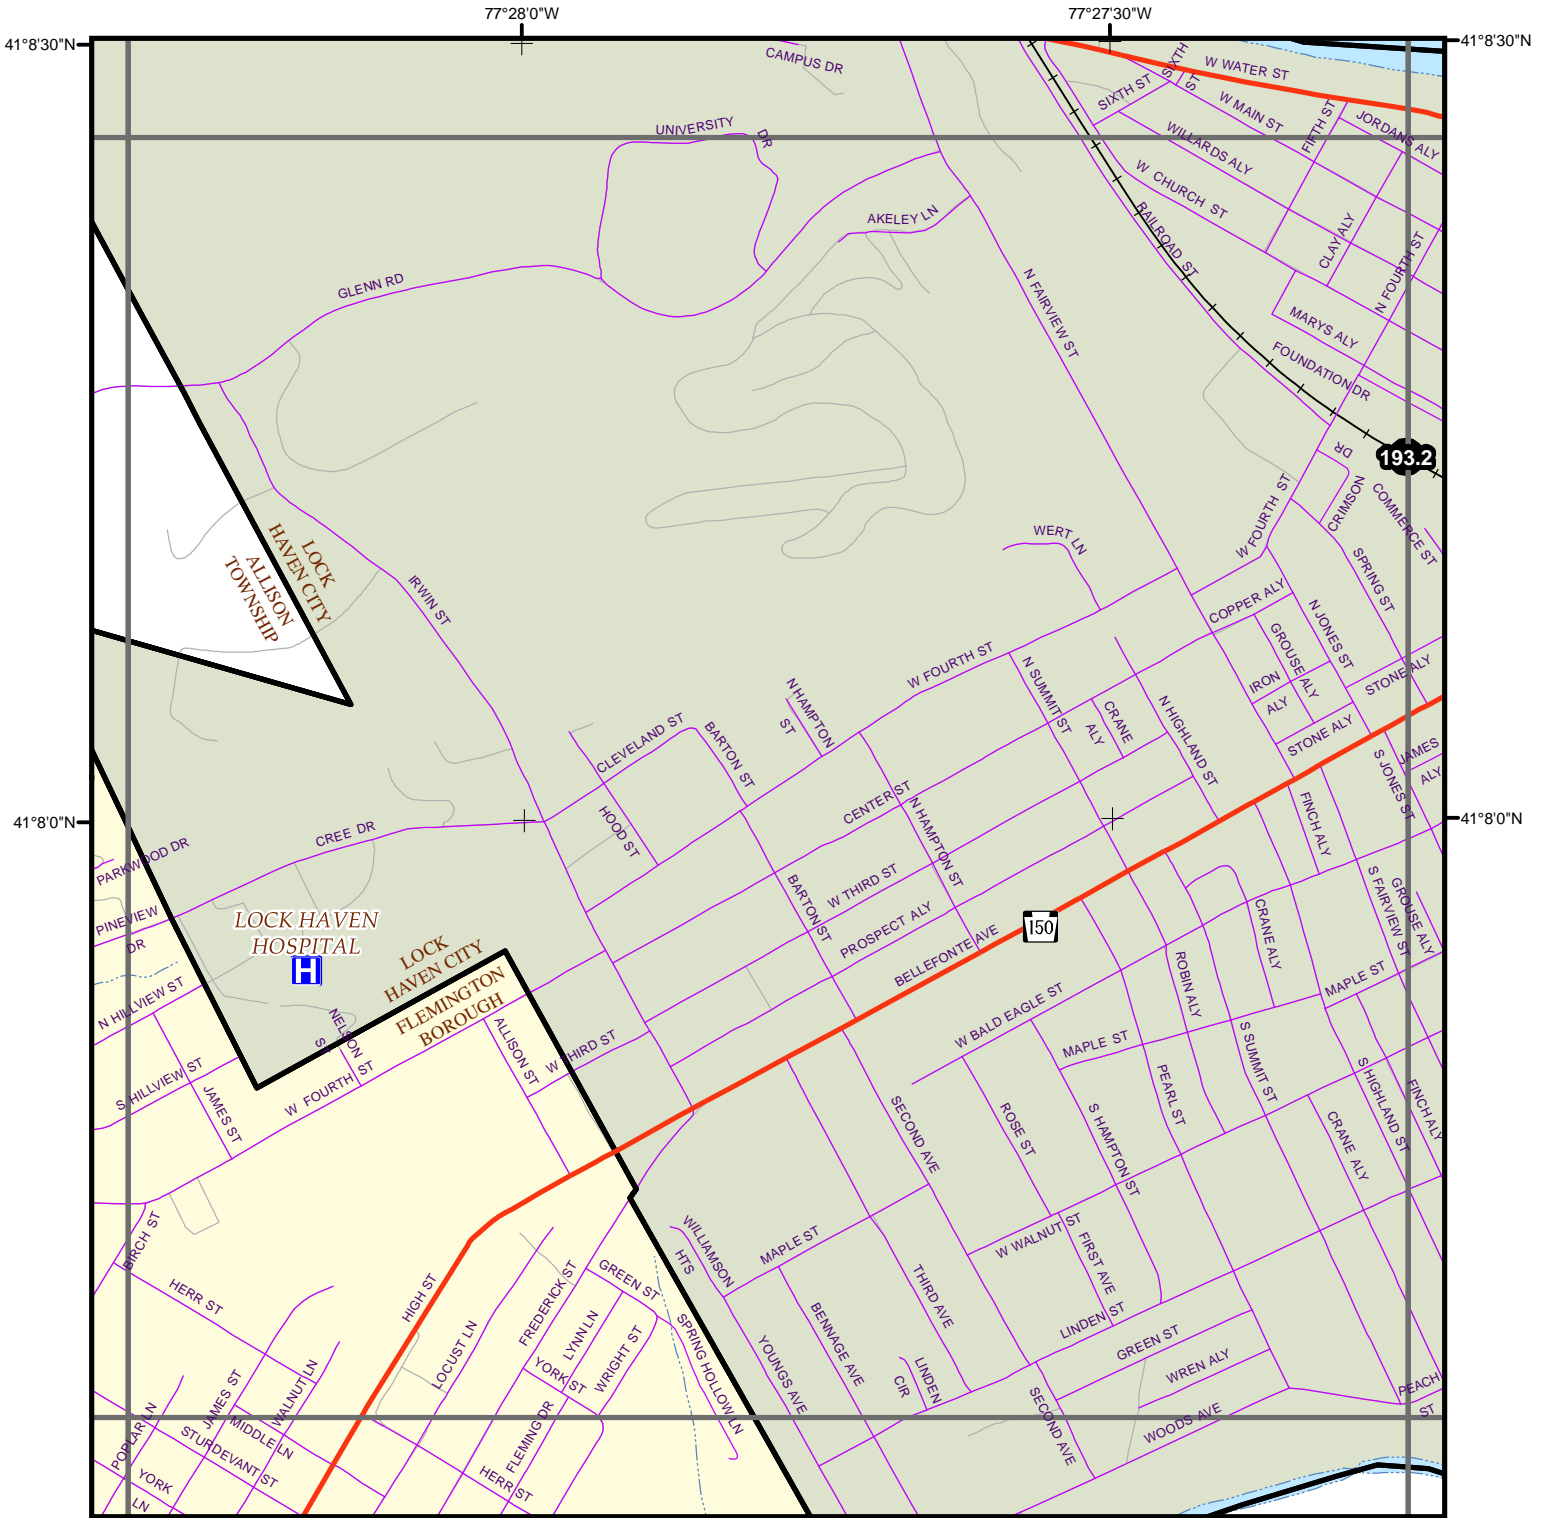 77°28'0"W
77°27'30"W
41°8'30"N
41°8'30"N
CAMPUS DR
SIXTH
ST
W WATER ST
SIXTH ST
W MAIN ST
FIFTH ST
JORDANS ALY
UNIVERSITY
DR
WILLARDS ALY
W CHURCH ST
AKELEY LN
RAILROAD ST
CLAY ALY
N FOURTH ST
GLENN RD
N FAIRVIEW ST
MARYS ALY
FOUNDATION DR
DR
193.2
CRIMSON
COMMERCE ST
W FOURTH ST
WERT LN
SPRING ST
LOCK
HAVEN CITY
ALLISON
TOWNSHIP
IRWIN ST
COPPER ALY
N JONES ST
GROUSE ALY
IRON
ALY
STONE ALY
STONE ALY
W FOURTH ST
N SUMMIT ST
N HAMPTON
ST
CRANE
ALY
N HIGHLAND ST
CLEVELAND ST
BARTON ST
S JONES ST
JAMES
ALY
CENTER ST
N HAMPTON ST
HOOD ST
FINCH ALY
41°8'0"N
41°8'0"N
CREE DR
PARKWOOD DR
PINEVIEW
DR
W THIRD ST
BARTON ST
PROSPECT ALY
BELLEFONTE AVE
150
S FAIRVIEW ST
GROUSE ALY
CRANE ALY
LOCK HAVEN
HOSPITAL
H
LOCK
HAVEN CITY
FLEMINGTON
BOROUGH
ROBIN ALY
MAPLE ST
N HILLVIEW ST
NELSON
ST
ALLISON ST
W THIRD ST
W BALD EAGLE ST
MAPLE ST
S SUMMIT ST
S HILLVIEW ST
JAMES ST
W FOURTH ST
PEARL ST
S HIGHLAND ST
FINCH ALY
SECOND AVE
ROSE ST
S HAMPTON ST
CRANE ALY
BIRCH ST
HERR ST
HIGH ST
FREDERICK ST
GREEN ST
WILLIAMSON
HTS
MAPLE ST
W WALNUT ST
FIRST AVE
THIRD AVE
LOCUST LN
LYNN LN
WRIGHT ST
YORK ST
SPRING HOLLOW LN
BENNAGE AVE
YOUNGS AVE
LINDEN ST
GREEN ST
LINDEN
CIR
WREN ALY
PEACH
ST
JAMES ST
WALNUT LN
MIDDLE LN
POPLAR LN
STURDEVANT ST
YORK
LN
FLEMING DR
HERR ST
SECOND AVE
WOODS AVE